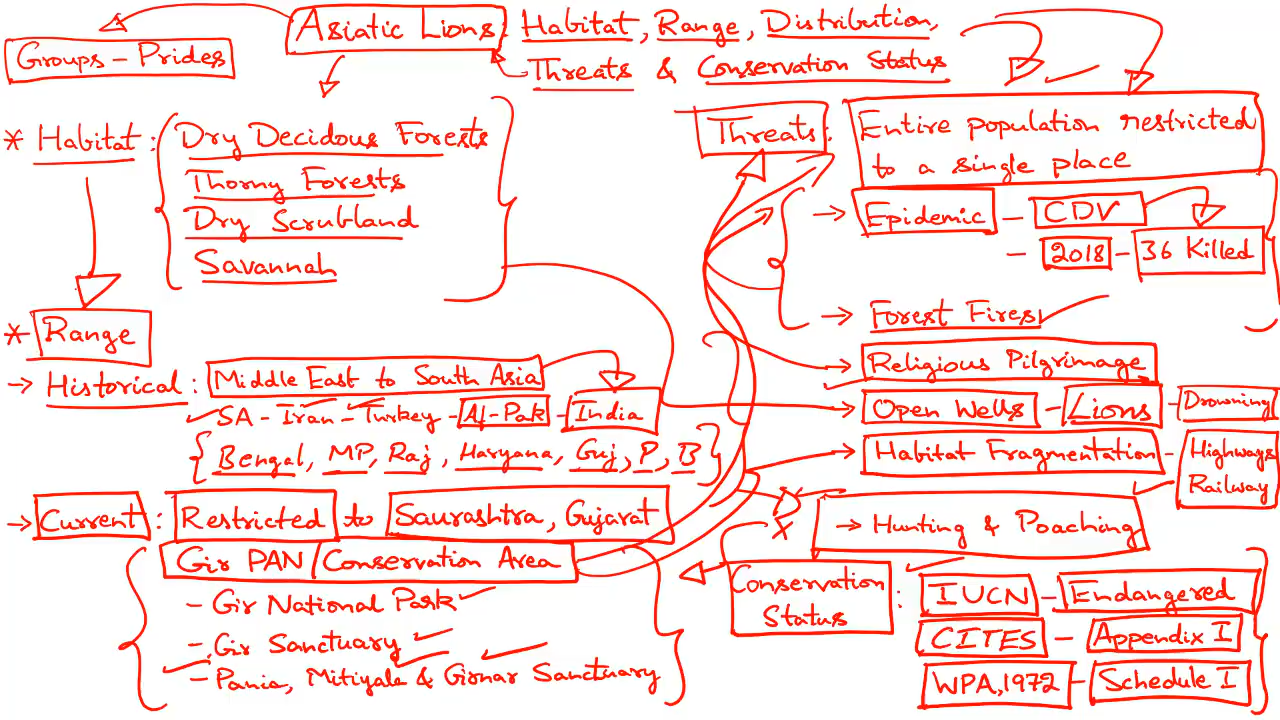 Asiatic Lions: Habitat, Range, Distribution,
Threats & Conservation Status
Groups - Prides
* Habitat : Dry Decidous Forests
Thorny Forests
Dry Scrubland
Savannah
* Range
→ Historical : Middle East to South Asia
SA - Iran - Turkey - Af-Pak - India
{ Bengal, MP, Raj, Haryana, Guj, P, B }
→ Current : Restricted to Saurashtra, Gujarat
Gir PAN / Conservation Area
- Gir National Park
- Gir Sanctuary
- Pania, Mitiyala & Girnar Sanctuary
Threats : Entire population restricted
to a single place
→ Epidemic - CDV
- 2018 - 36 Killed
→ Forest Fires
→ Religious Pilgrimage
→ Open Wells - Lions - Drowning
→ Habitat Fragmentation - Highways
Railway
→ Hunting & Poaching
Conservation
Status : IUCN - Endangered
CITES - Appendix I
WPA, 1972 - Schedule I